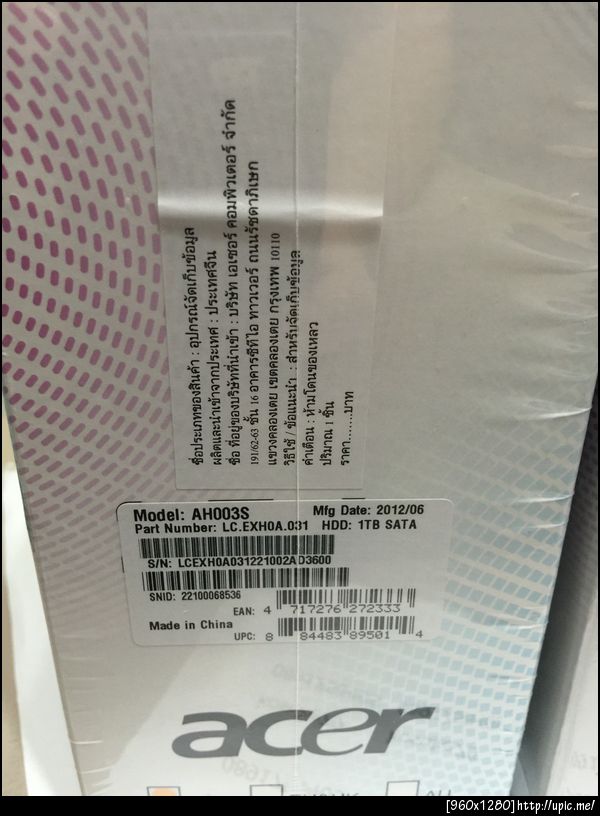 ชื่อประเภทของสินค้า : อุปกรณ์จัดเก็บข้อมูล
ผลิตและนำเข้าจากประเทศ : ประเทศจีน
ชื่อ ที่อยู่ของบริษัทที่นำเข้า : บริษัท เอเซอร์ คอมพิวเตอร์ จำกัด
191/62-63 ชั้น 16 อาคารซีทีไอ ทาวเวอร์ ถนนรัชดาภิเษก
แขวงคลองเตย เขตคลองเตย กรุงเทพ 10110
วิธีใช้ / ข้อแนะนำ : สำหรับจัดเก็บข้อมูล
คำเตือน : ห้ามโดนของเหลว
ปริมาณ 1 ชิ้น
ราคา.......บาท
Model: AH003S Mfg Date: 2012/06
Part Number: LC.EXH0A.031 HDD: 1TB SATA
S/N: LCEXH0A031221002AD3600
SNID: 22100068536
EAN: 4 717276 272333
Made in China
UPC: 8 84483 89501 4
acer
[960x1280]http://upic.me/